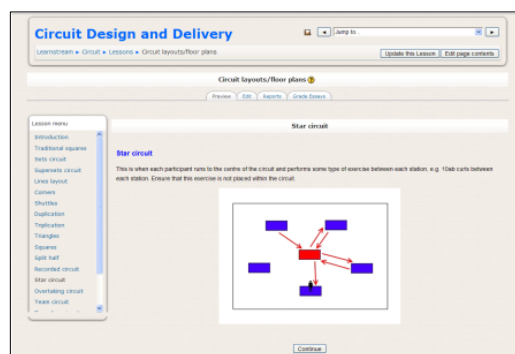 Circuit Design and Delivery
Jump to...
Learnstream ► Circuit ► Lessons ► Circuit layouts/floor plans
Update this Lesson
Edit page contents
Circuit layouts/floor plans
Preview
Edit
Reports
Grade Essays
Lesson menu
Introduction
Traditional squares
Sets circuit
Supersets circuit
Lines layout
Corners
Shuttles
Duplication
Triplication
Triangles
Squares
Split half
Recorded circuit
Star circuit
Overtaking circuit
Team circuit
Star circuit
Star circuit
This is when each participant runs to the centre of the circuit and performs some type of exercise between each station, e.g. 10ab curls between
each station. Ensure that this exercise is not placed within the circuit
Continue